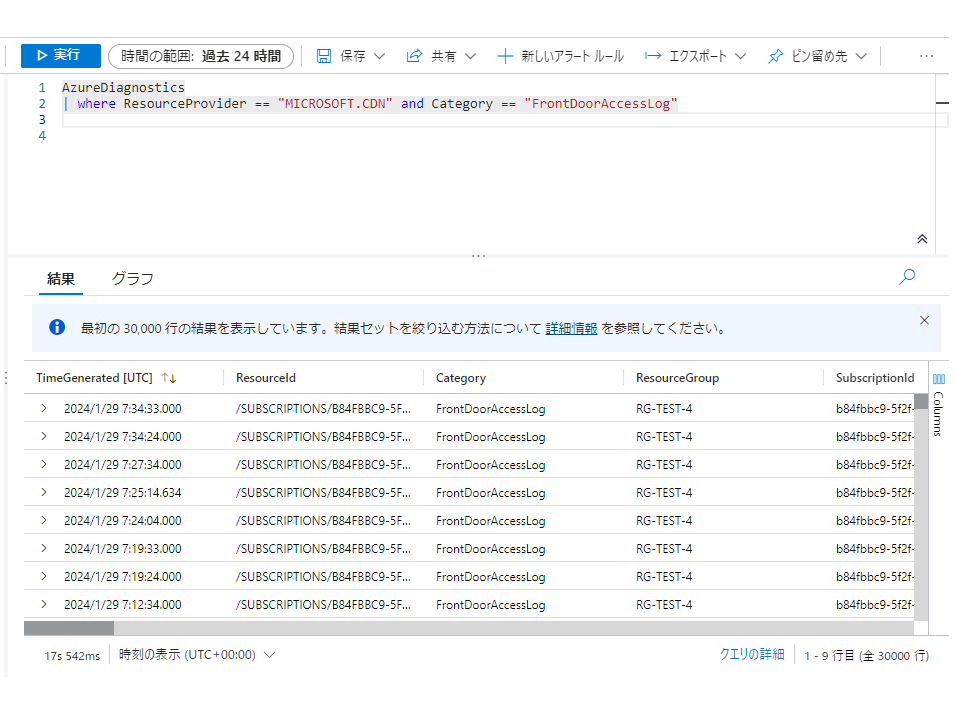 実行 時間の範囲: 過去 24 時間 保存 共有 新しいアラート ルール エクスポート ピン留め先 ...
1 AzureDiagnostics
2 | where ResourceProvider == "MICROSOFT.CDN" and Category == "FrontDoorAccessLog"
3
4
結果 グラフ
最初の 30,000 行の結果を表示しています。結果セットを絞り込む方法について 詳細情報 を参照してください。
TimeGenerated [UTC] ResourceId Category ResourceGroup SubscriptionId
Columns
2024/1/29 7:34:33.000 /SUBSCRIPTIONS/B84FBBC9-5F... FrontDoorAccessLog RG-TEST-4 b84fbbc9-5f2f-
2024/1/29 7:34:24.000 /SUBSCRIPTIONS/B84FBBC9-5F... FrontDoorAccessLog RG-TEST-4 b84fbbc9-5f2f-
2024/1/29 7:27:34.000 /SUBSCRIPTIONS/B84FBBC9-5F... FrontDoorAccessLog RG-TEST-4 b84fbbc9-5f2f-
2024/1/29 7:25:14.634 /SUBSCRIPTIONS/B84FBBC9-5F... FrontDoorAccessLog RG-TEST-4 b84fbbc9-5f2f-
2024/1/29 7:24:04.000 /SUBSCRIPTIONS/B84FBBC9-5F... FrontDoorAccessLog RG-TEST-4 b84fbbc9-5f2f-
2024/1/29 7:19:33.000 /SUBSCRIPTIONS/B84FBBC9-5F... FrontDoorAccessLog RG-TEST-4 b84fbbc9-5f2f-
2024/1/29 7:19:24.000 /SUBSCRIPTIONS/B84FBBC9-5F... FrontDoorAccessLog RG-TEST-4 b84fbbc9-5f2f-
2024/1/29 7:12:34.000 /SUBSCRIPTIONS/B84FBBC9-5F... FrontDoorAccessLog RG-TEST-4 b84fbbc9-5f2f-
17s 542ms 時刻の表示 (UTC+00:00) クエリの詳細 1 - 9 行目 (全 30000 行)